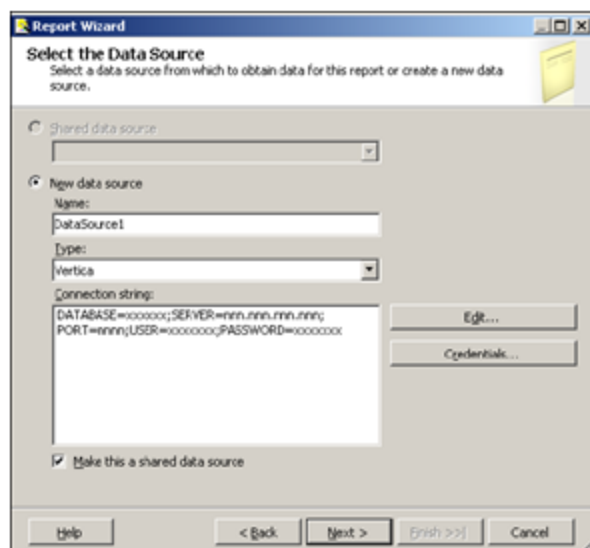 Report Wizard
Select the Data Source
Select a data source from which to obtain data for this report or create a new data
source.
Shared data source
New data source
Name:
DataSource1
Type:
Vertica
Connection string:
DATABASE=xxxxxx;SERVER=nnn.nnn.nnn.nnn;
PORT=nnnn;USER=xxxxxxx;PASSWORD=xxxxxxxx
Edit...
Credentials...
Make this a shared data source
Help
< Back
Next >
Finish >>|
Cancel